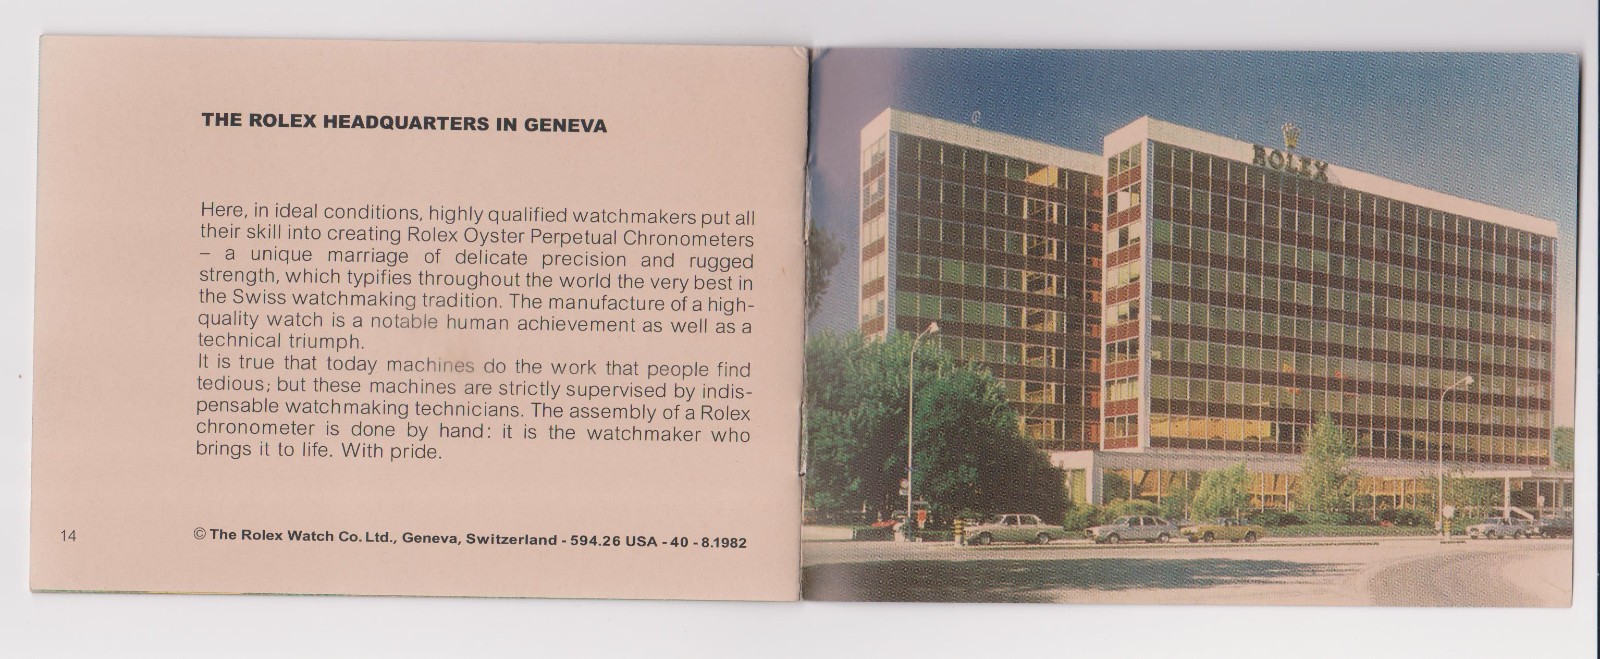 THE ROLEX HEADQUARTERS IN GENEVA
Here, in ideal conditions, highly qualified watchmakers put all
their skill into creating Rolex Oyster Perpetual Chronometers
– a unique marriage of delicate precision and rugged
strength, which typifies throughout the world the very best in
the Swiss watchmaking tradition. The manufacture of a high-
quality watch is a notable human achievement as well as a
technical triumph.
It is true that today machines do the work that people find
tedious; but these machines are strictly supervised by indis-
pensable watchmaking technicians. The assembly of a Rolex
chronometer is done by hand: it is the watchmaker who
brings it to life. With pride.
14
© The Rolex Watch Co. Ltd., Geneva, Switzerland - 594.26 USA - 40 - 8.1982
ROLEX